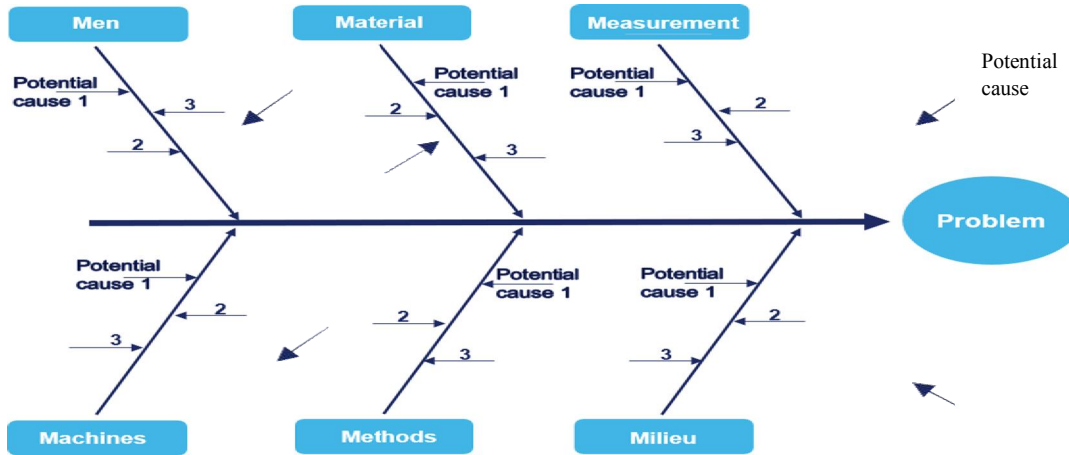 Men
Material
Measurement
Potential
cause 1
3
2
Potential
cause 1
2
3
Potential
cause 1
2
3
Potential
cause
Problem
Potential
cause 1
2
3
Potential
cause 1
2
3
Potential
cause 1
2
3
Machines
Methods
Milieu